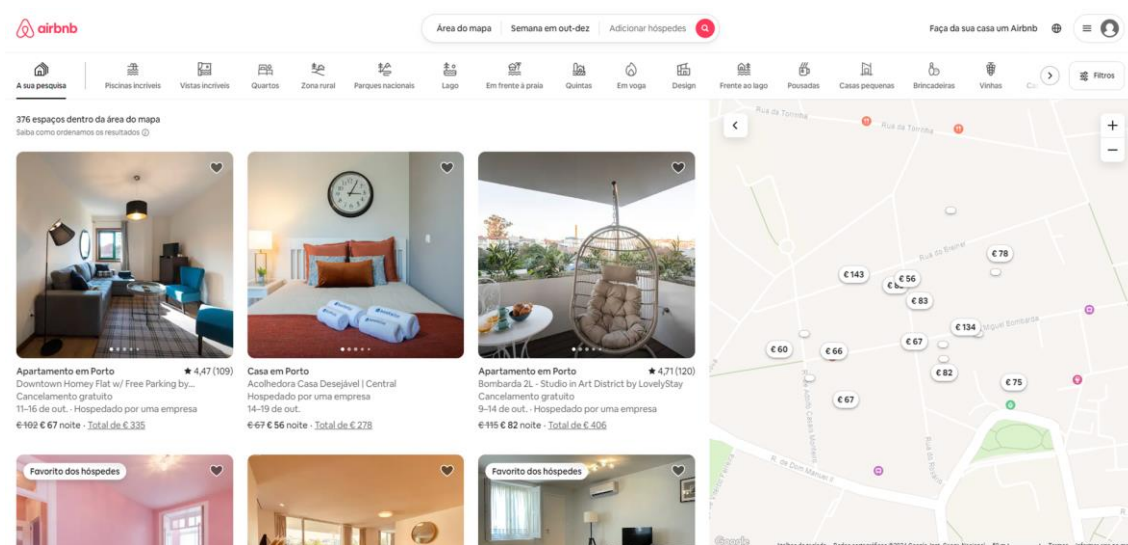 airbnb
Área do mapa
Semana em out-dez
Adicionar hóspedes
Faça da sua casa um Airbnb
A sua pesquisa
Piscinas incríveis
Vistas incríveis
Quartos
Zona rural
Parques nacionais
Lago
Em frente à praia
Quintas
Em voga
Design
Frente ao lago
Pousadas
Casas pequenas
Brincadeiras
Vinhas
Filtros
376 espaços dentro da área do mapa
Saiba como ordenamos os resultados
Apartamento em Porto ★ 4,47 (109)
Downtown Homey Flat w/ Free Parking by...
Cancelamento gratuito
11–16 de out. · Hospedado por uma empresa
€ 102 € 67 noite · Total de € 335
Casa em Porto
Acolhedora Casa Desejável | Central
Hospedado por uma empresa
14–19 de out.
€ 67 € 56 noite · Total de € 278
Apartamento em Porto ★ 4,71 (120)
Bombarda 2L - Studio in Art District by LovelyStay
Cancelamento gratuito
9–14 de out. · Hospedado por uma empresa
€ 115 € 82 noite · Total de € 406
Favorito dos hóspedes
Favorito dos hóspedes
Rua da Torrinha
Rua da Torrinha
Rua do Breiner
€ 78
€ 143
€ 56
€ 83
€ 134
Miguel Bombarda
€ 67
€ 60
€ 66
€ 82
€ 75
€ 67
Rua do Rosário
R. de Dom Manuel II
Google